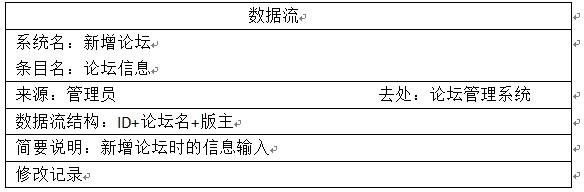 数据流
系统名：新增论坛
条目名：论坛信息
来源：管理员 去处：论坛管理系统
数据流结构：ID+论坛名+版主
简要说明：新增论坛时的信息输入
修改记录